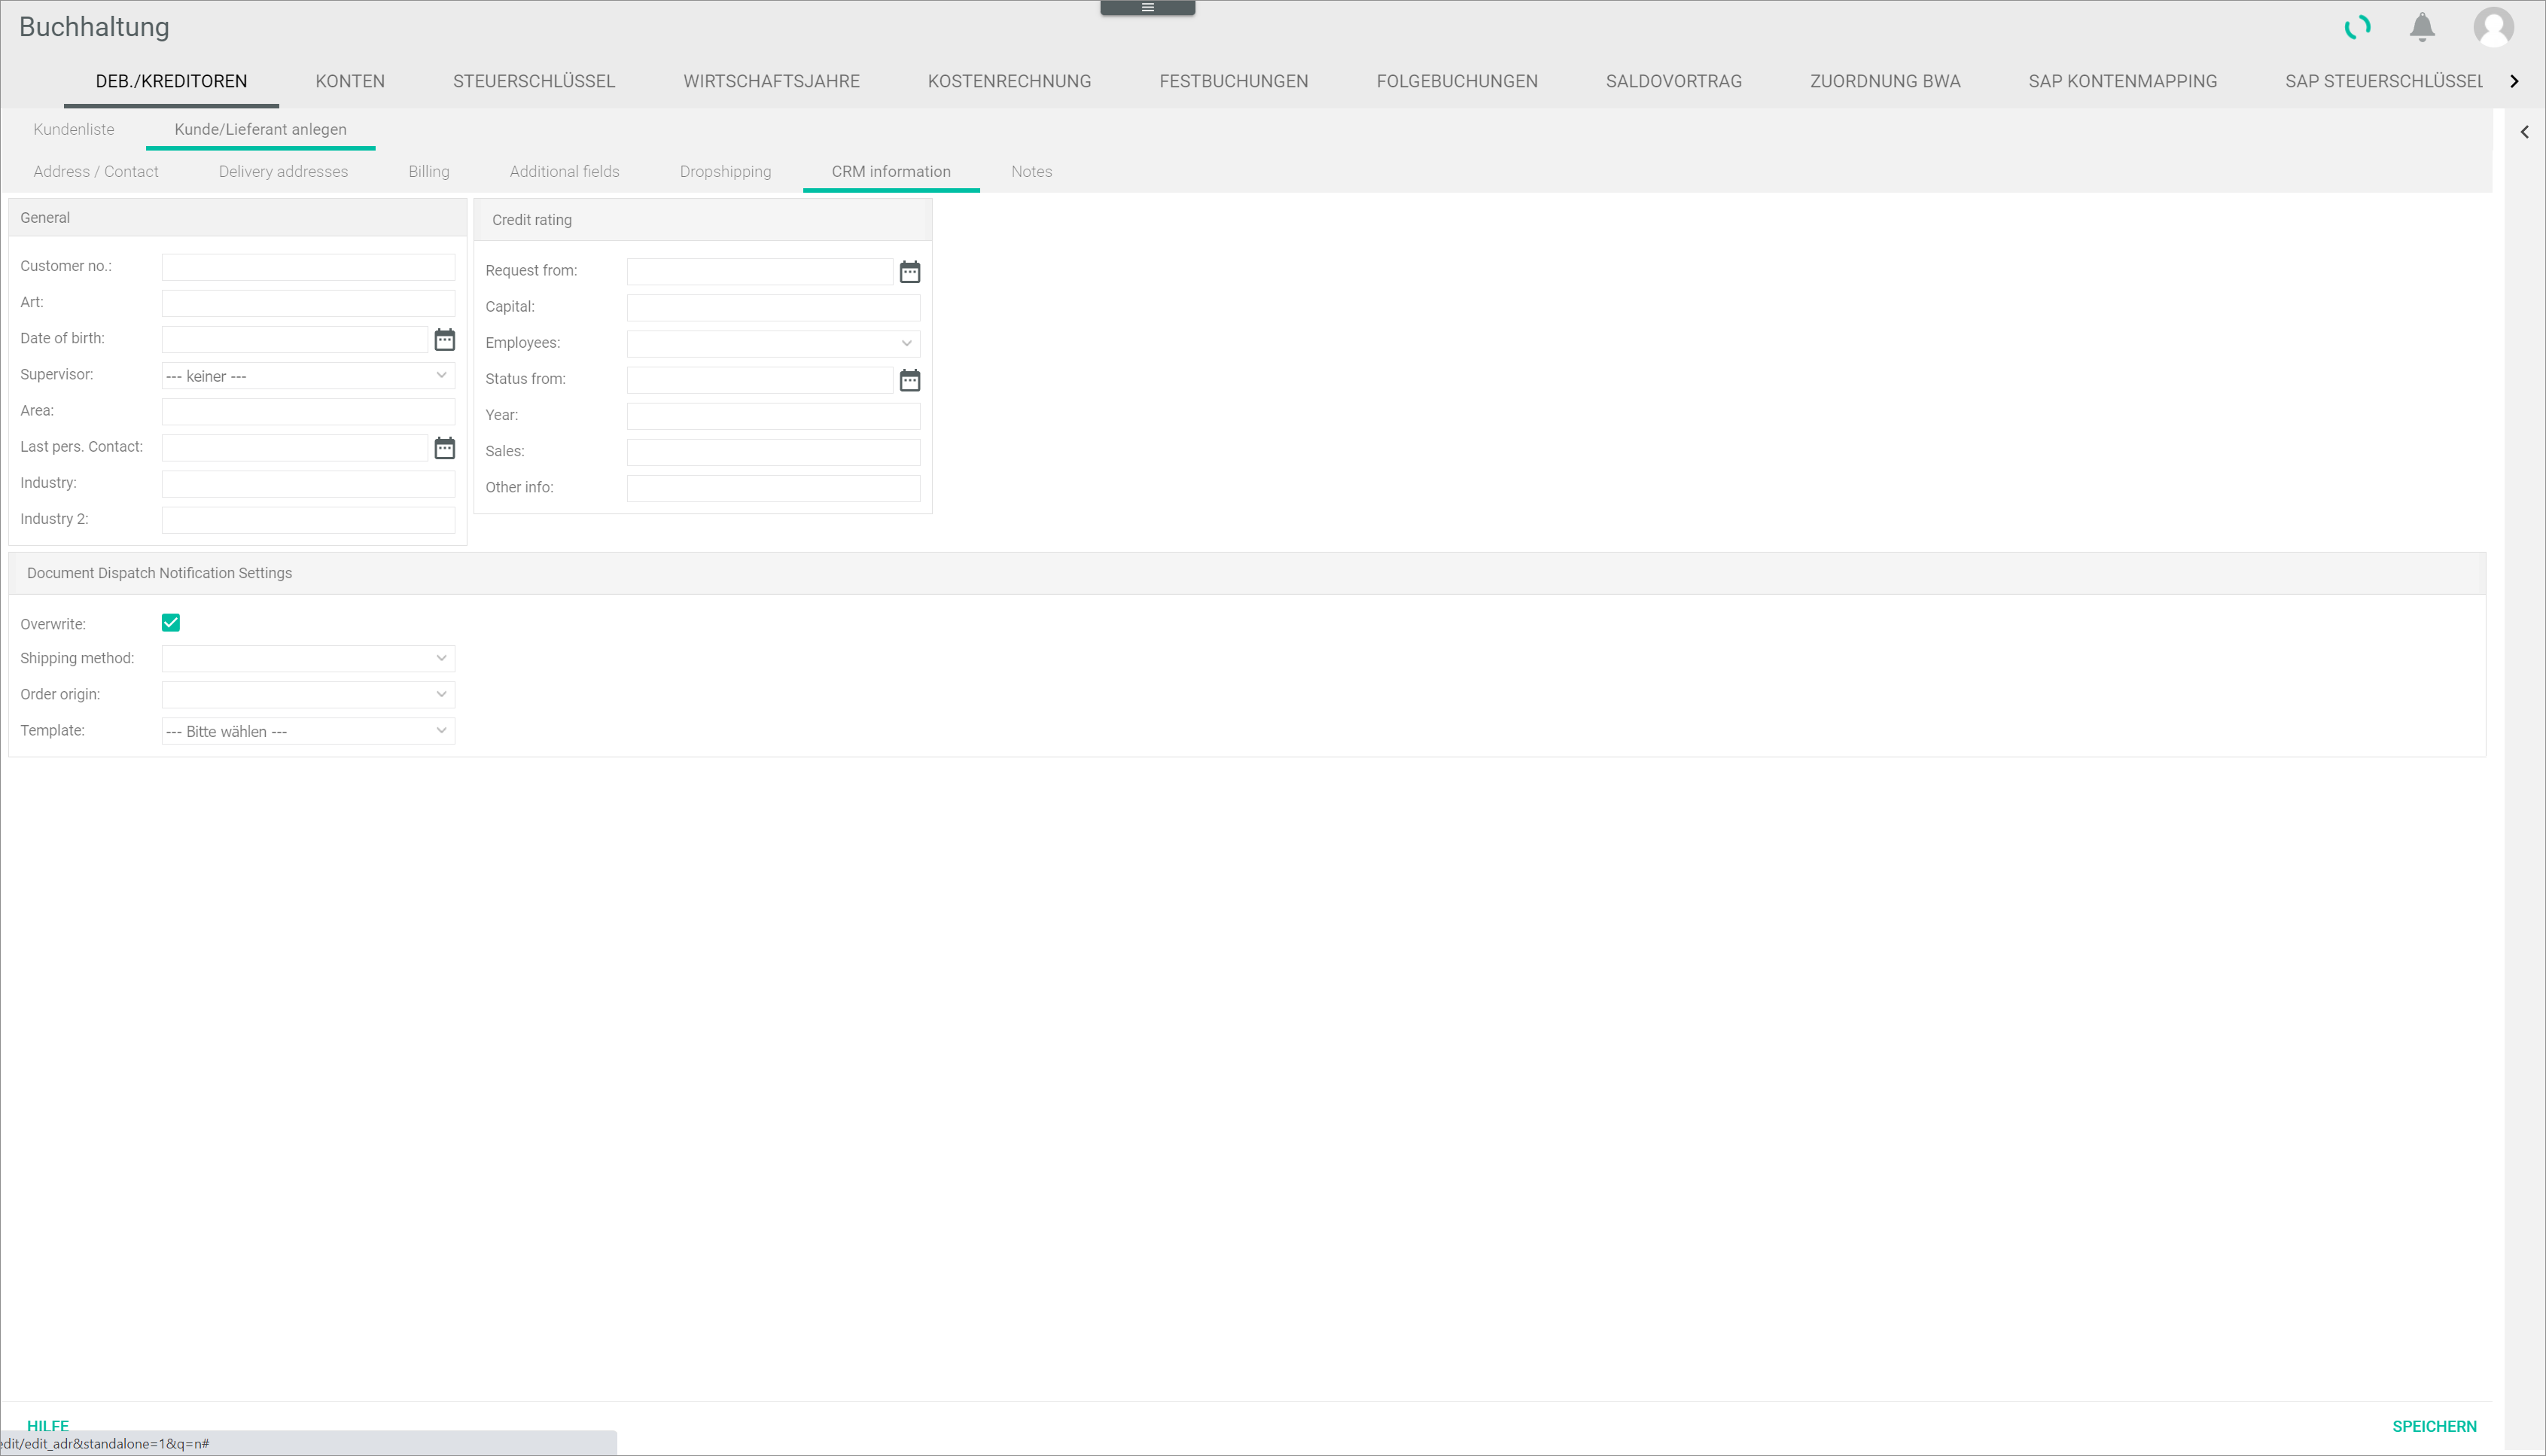 Buchhaltung
DEB./KREDITOREN KONTEN STEUERSCHLÜSSEL WIRTSCHAFTSJAHRE KOSTENRECHNUNG FESTBUCHUNGEN FOLGEBUCHUNGEN SALDOVORTRAG ZUORDNUNG BWA SAP KONTENMAPPING SAP STEUERSCHLÜSSEL
Kundenliste Kunde/Lieferant anlegen
Address / Contact Delivery addresses Billing Additional fields Dropshipping CRM information Notes
General
Customer no.:
Art:
Date of birth:
Supervisor: --- keiner ---
Area:
Last pers. Contact:
Industry:
Industry 2:
Credit rating
Request from:
Capital:
Employees:
Status from:
Year:
Sales:
Other info:
Document Dispatch Notification Settings
Overwrite:
Shipping method:
Order origin:
Template: --- Bitte wählen ---
HILFE SPEICHERN
edit/edit_adr&standalone=1&q=n#